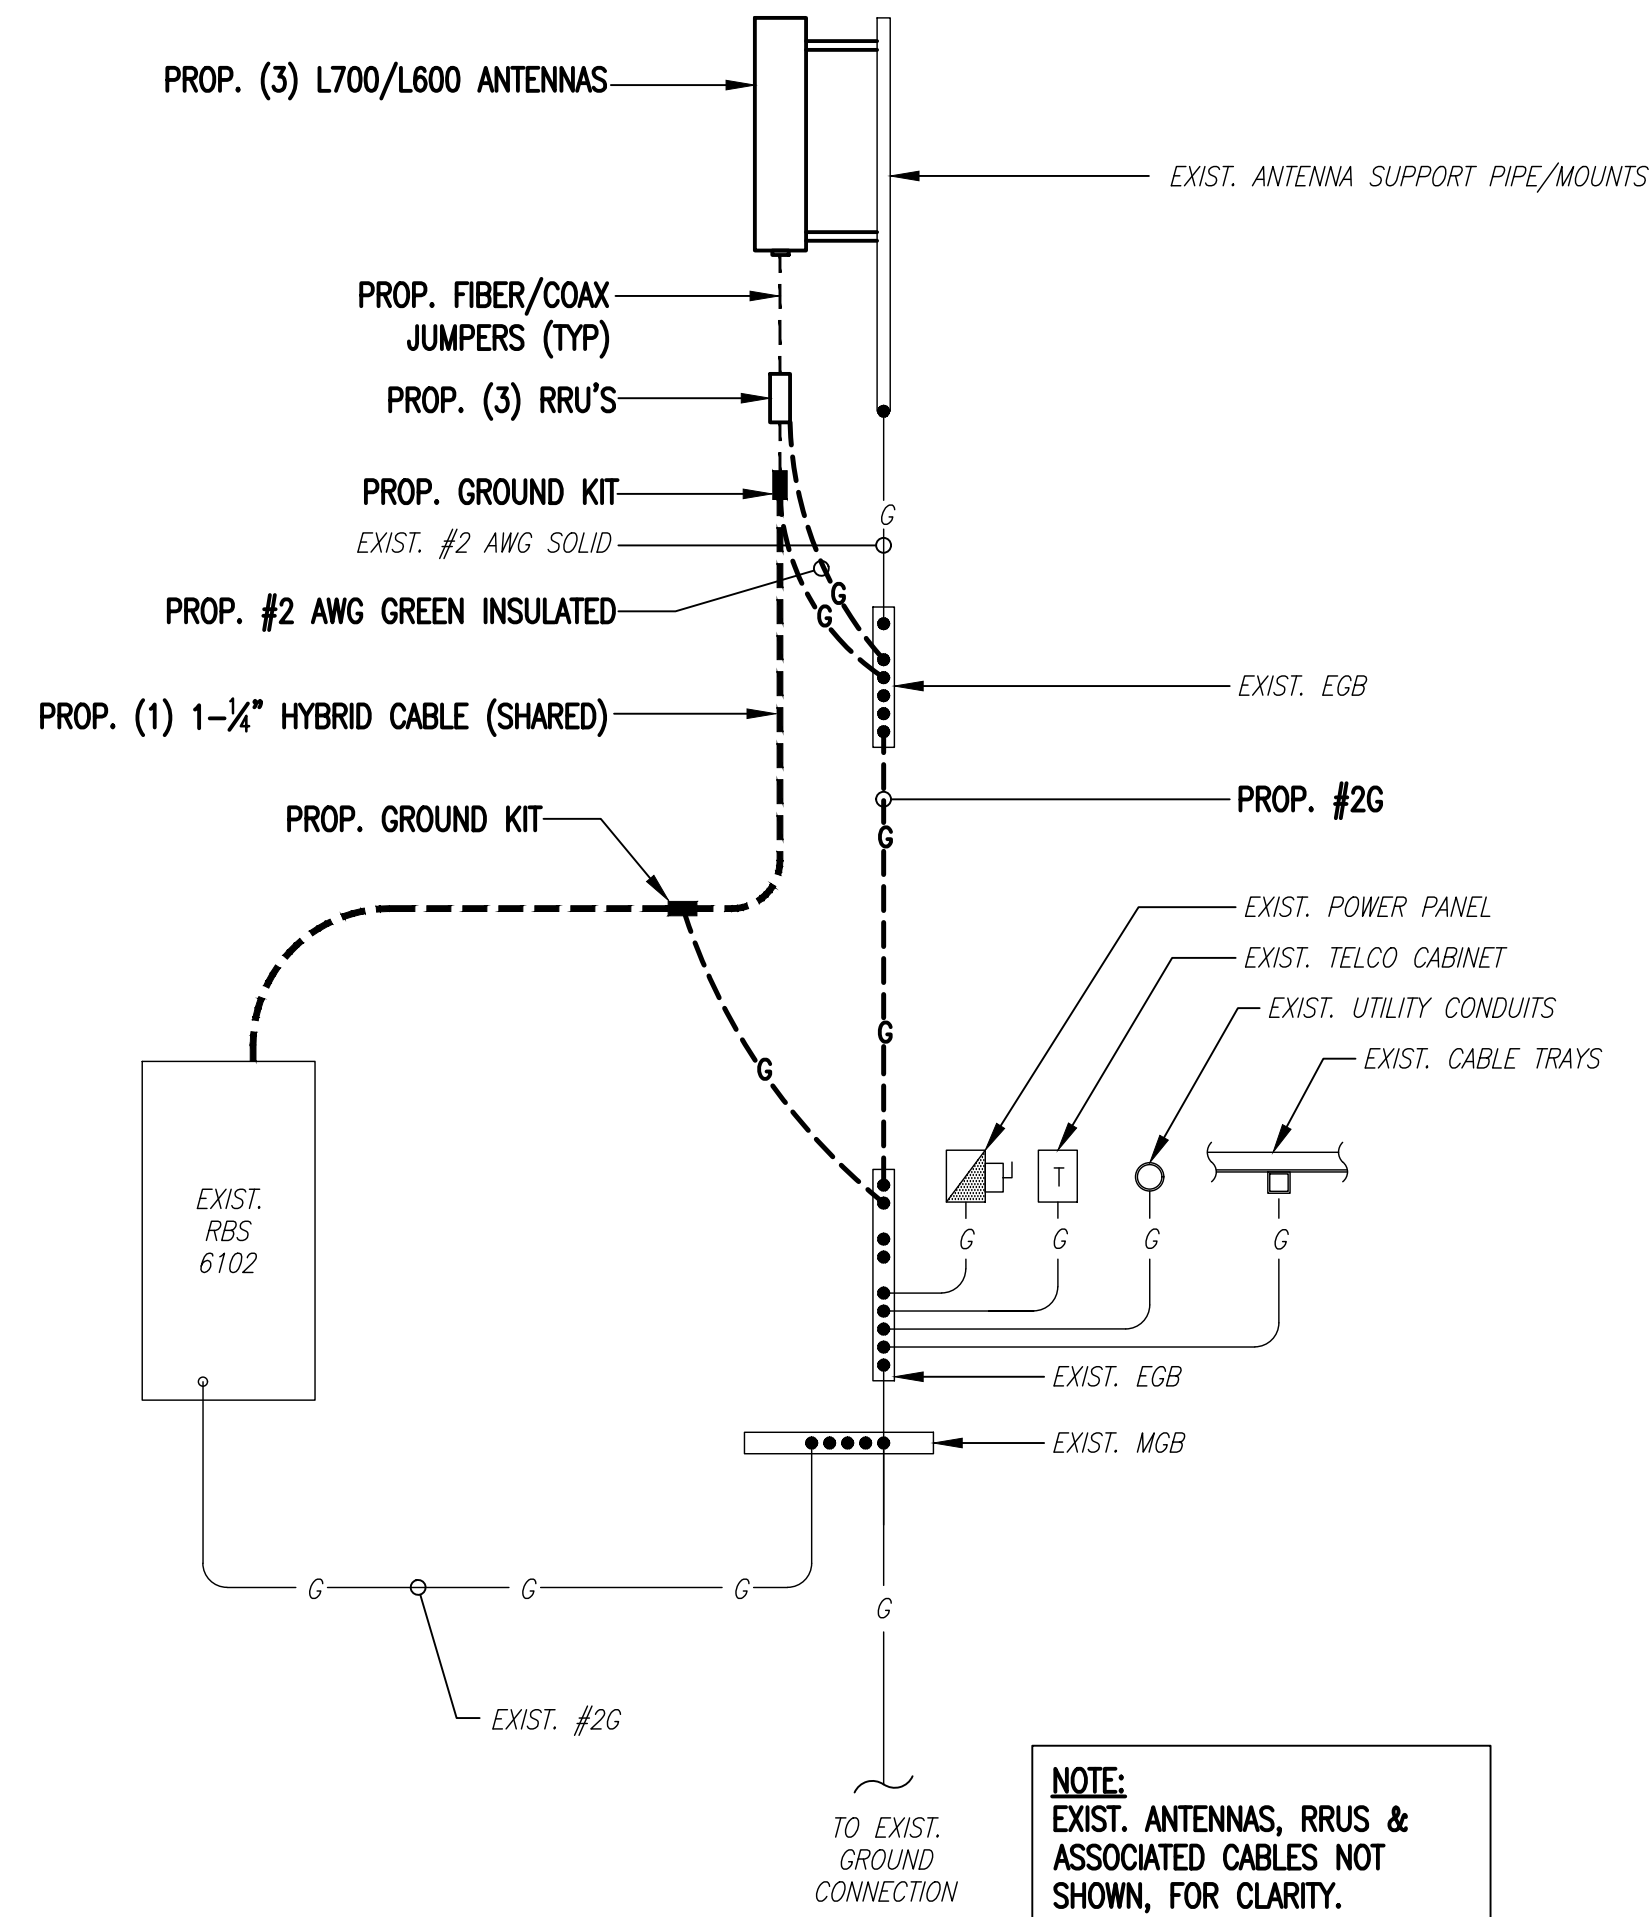 PROP. (3) L700/L600 ANTENNAS
EXIST. ANTENNA SUPPORT PIPE/MOUNTS
PROP. FIBER/COAX
JUMPERS (TYP)
PROP. (3) RRU'S
PROP. GROUND KIT
G
EXIST. #2 AWG SOLID
G
G
PROP. #2 AWG GREEN INSULATED
EXIST. EGB
PROP. (1) 1-1/4" HYBRID CABLE (SHARED)
PROP. #2G
PROP. GROUND KIT
G
EXIST. POWER PANEL
EXIST. TELCO CABINET
EXIST. UTILITY CONDUITS
G
EXIST. CABLE TRAYS
G
T
EXIST.
RBS
6102
G
G
G
G
EXIST. EGB
EXIST. MGB
G
G
G
G
EXIST. #2G
TO EXIST.
GROUND
CONNECTION
NOTE:
EXIST. ANTENNAS, RRUS &
ASSOCIATED CABLES NOT
SHOWN, FOR CLARITY.